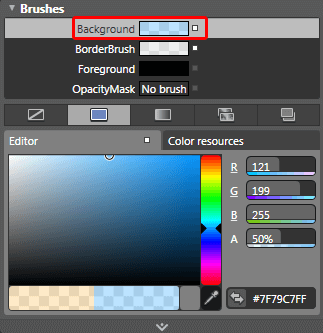 Brushes
Background
BorderBrush
Foreground
OpacityMask No brush
Editor Color resources
R 121
G 199
B 255
A 50%
#7F79C7FF